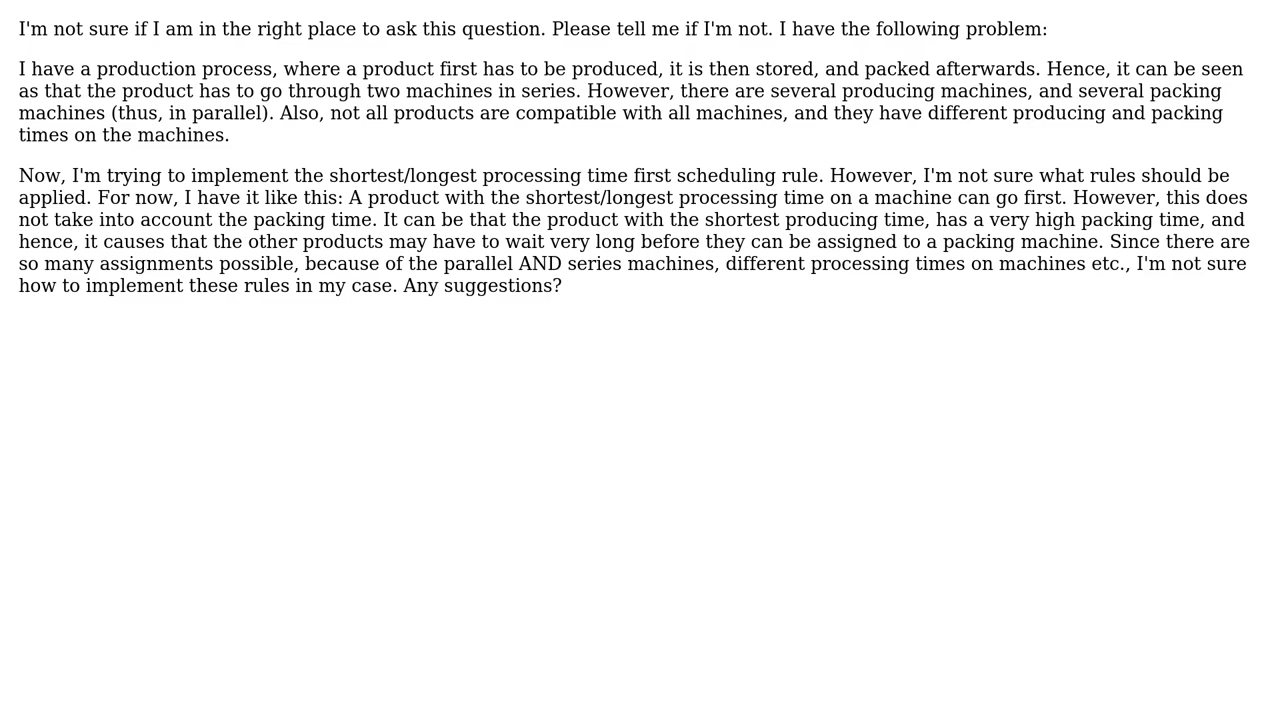 I'm not sure if I am in the right place to ask this question. Please tell me if I'm not. I have the following problem:
I have a production process, where a product first has to be produced, it is then stored, and packed afterwards. Hence, it can be seen
as that the product has to go through two machines in series. However, there are several producing machines, and several packing
machines (thus, in parallel). Also, not all products are compatible with all machines, and they have different producing and packing
times on the machines.
Now, I'm trying to implement the shortest/longest processing time first scheduling rule. However, I'm not sure what rules should be
applied. For now, I have it like this: A product with the shortest/longest processing time on a machine can go first. However, this does
not take into account the packing time. It can be that the product with the shortest producing time, has a very high packing time, and
hence, it causes that the other products may have to wait very long before they can be assigned to a packing machine. Since there are
so many assignments possible, because of the parallel AND series machines, different processing times on machines etc., I'm not sure
how to implement these rules in my case. Any suggestions?